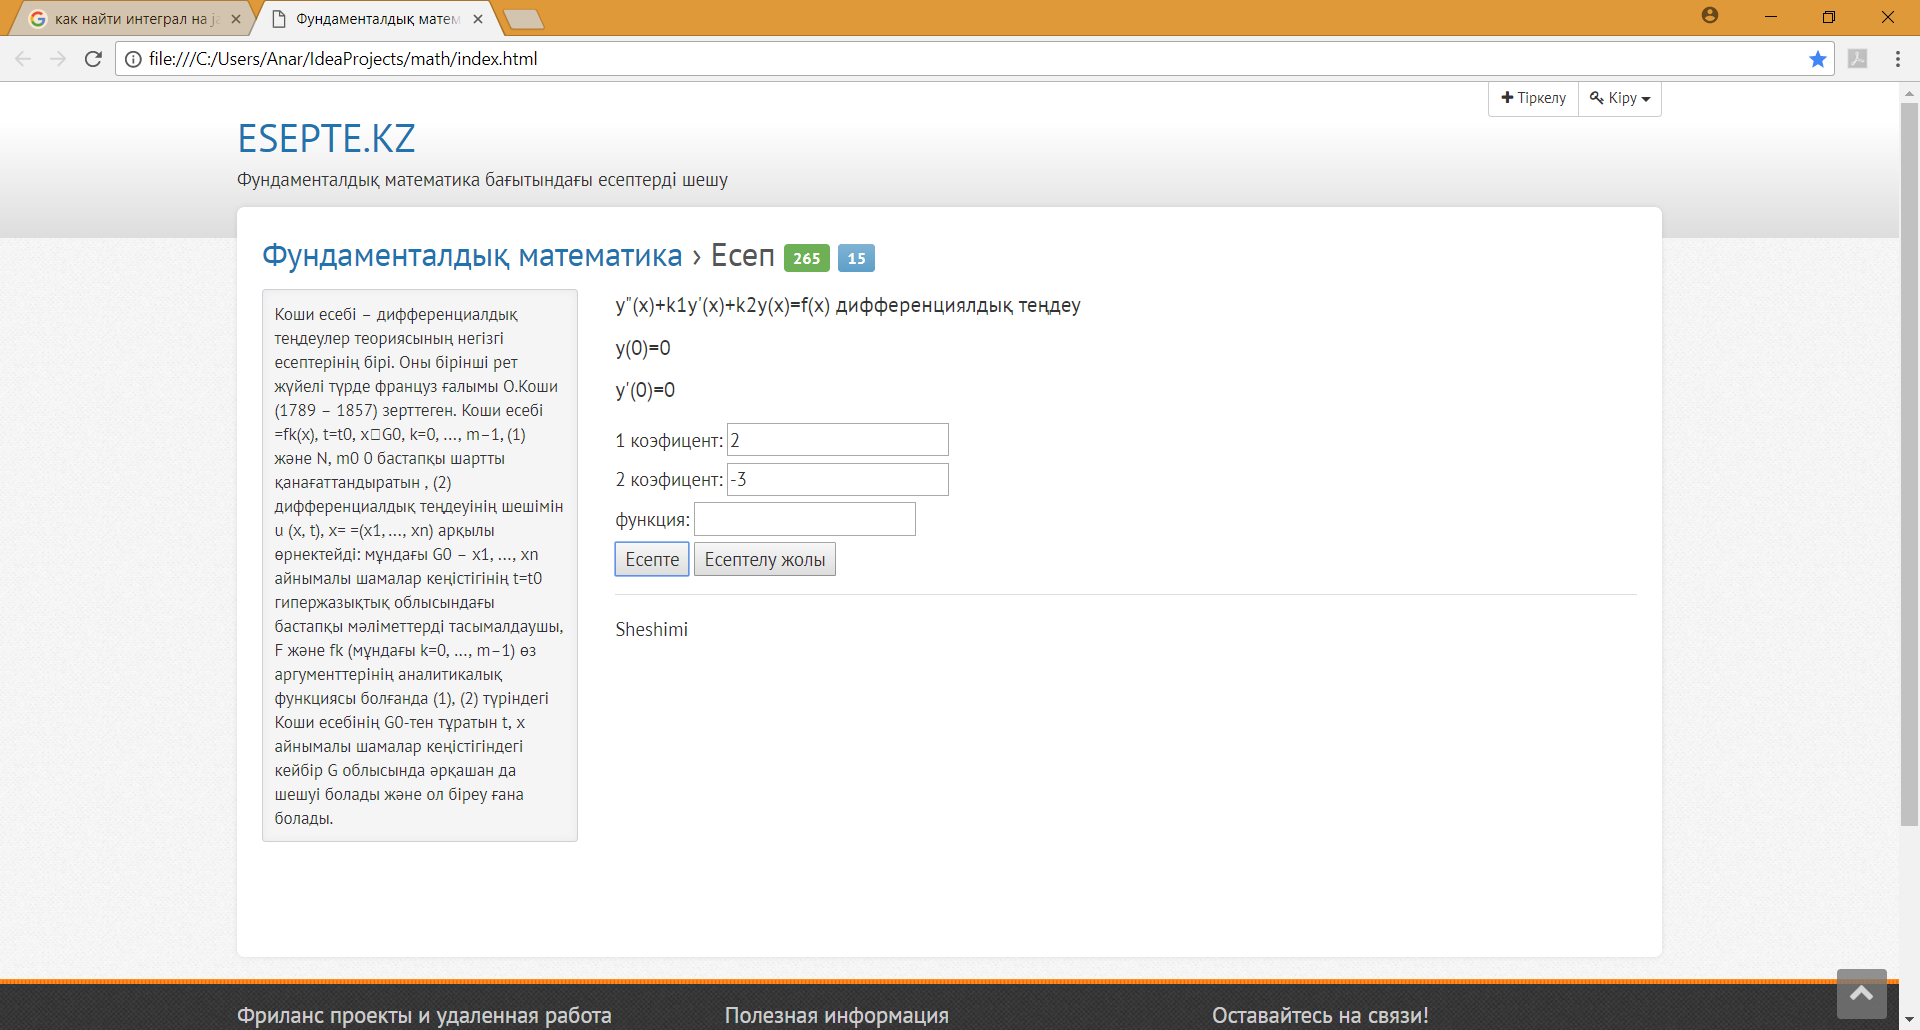 как найти интеграл на ja
Фундаменталдық матем
file:///C:/Users/Anar/IdeaProjects/math/index.html
Тіркелу
Кіру
ESEPTE.KZ
Фундаменталдық математика бағытындағы есептерді шешу
Фундаменталдық математика › Есеп 265 15
Коши есебі – дифференциалдық
теңдеулер теориясының негізгі
есептерінің бірі. Оны бірінші рет
жүйелі түрде француз ғалымы О.Коши
(1789 – 1857) зерттеген. Коши есебі
=fk(x), t=t0, x□G0, k=0, ..., m–1, (1)
және N, m0 0 бастапқы шартты
қанағаттандыратын , (2)
дифференциалдық теңдеуінің шешімін
u (x, t), x= =(x1, ..., xn) арқылы
өрнектейді: мұндағы G0 – x1, ..., xn
айнымалы шамалар кеңістігінің t=t0
гипержазықтық облысындағы
бастапқы мәліметтерді тасымалдаушы,
F және fk (мұндағы k=0, ..., m–1) өз
аргументтерінің аналитикалық
функциясы болғанда (1), (2) түріндегі
Коши есебінің G0-тен тұратын t, x
айнымалы шамалар кеңістігіндегі
кейбір G облысында әрқашан да
шешуі болады және ол біреу ғана
болады.
y"(x)+k1y'(x)+k2y(x)=f(x) дифференциялдық теңдеу
y(0)=0
y'(0)=0
1 коэфицент: 2
2 коэфицент: -3
функция:
Есепте Есептелу жолы
Sheshimi
Фриланс проекты и удаленная работа
Полезная информация
Оставайтесь на связи!